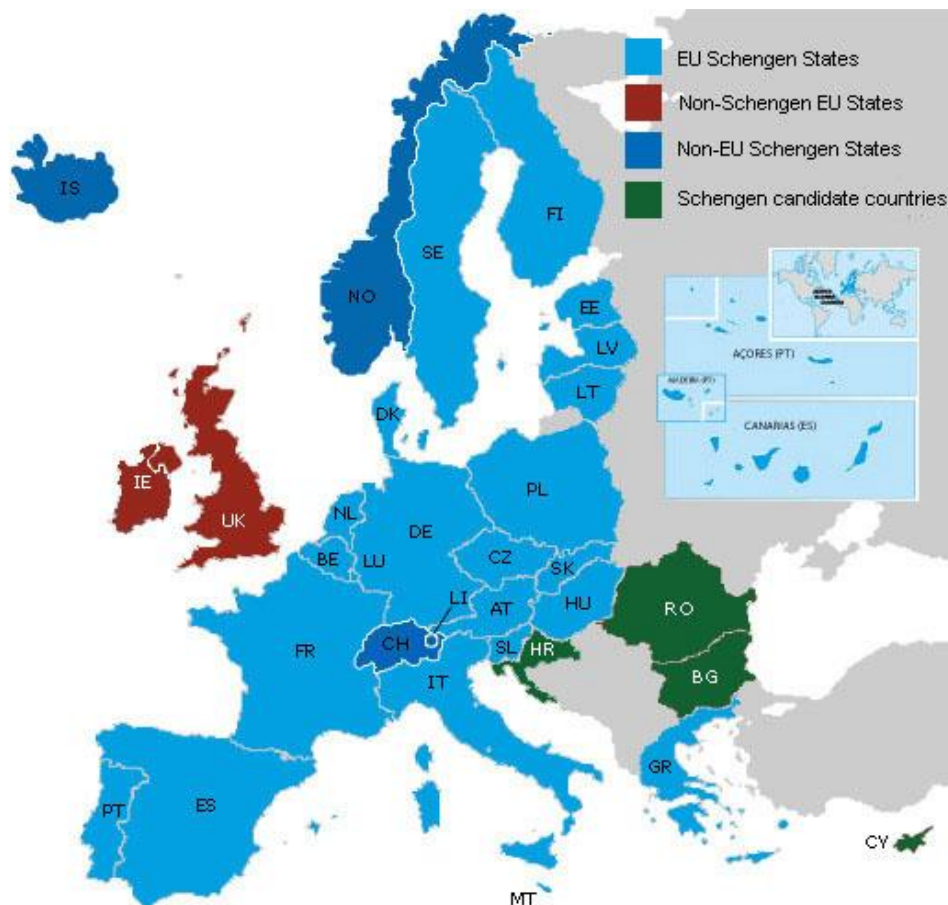 EU Schengen States
Non-Schengen EU States
Non-EU Schengen States
Schengen candidate countries
IS
FI
SE
NO
EE
LV
LT
DK
AÇORES (PT)
MADEIRA (PT)
CANARIAS (ES)
IE
UK
NL
BE
LU
DE
PL
CZ
SK
LI
AT
HU
RO
FR
CH
SL
HR
IT
BG
PT
ES
GR
CY
MT